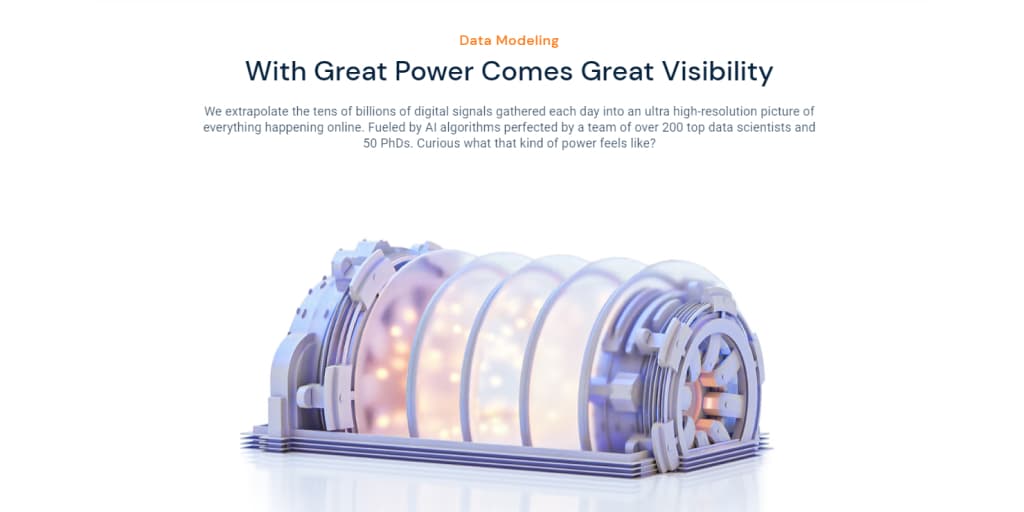 Data Modeling
With Great Power Comes Great Visibility
We extrapolate the tens of billions of digital signals gathered each day into an ultra high-resolution picture of
everything happening online. Fueled by AI algorithms perfected by a team of over 200 top data scientists and
50 PhDs. Curious what that kind of power feels like?